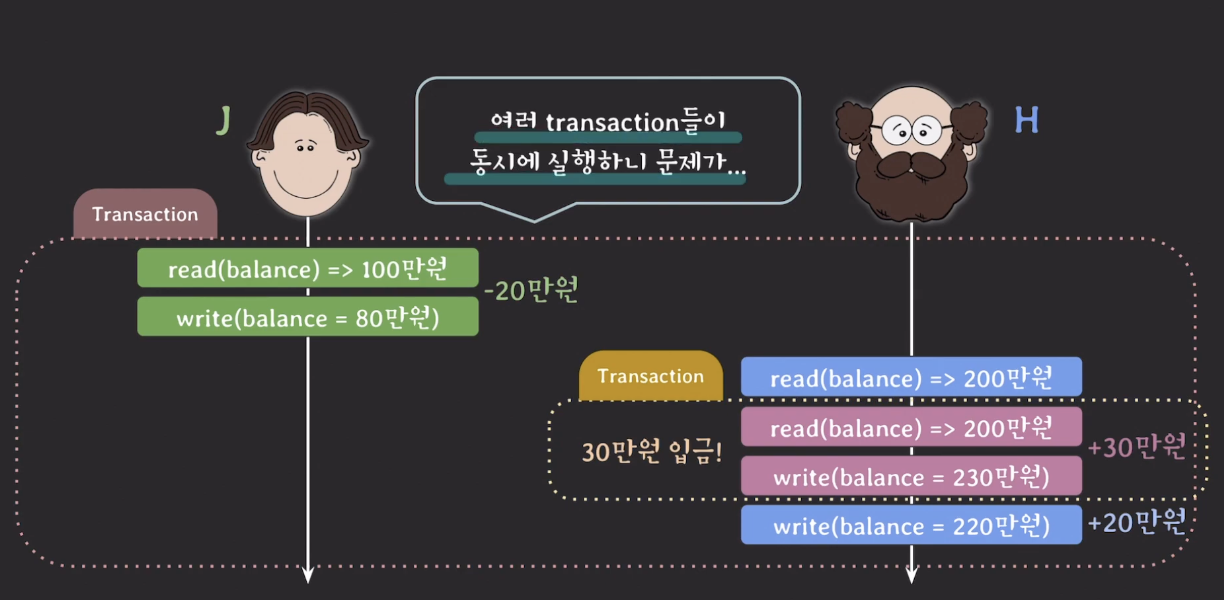 J
여러 transaction들이
동시에 실행하니 문제가...
H
Transaction
read(balance) => 100만원
-20만원
write(balance = 80만원)
Transaction
read(balance) => 200만원
read(balance) => 200만원
30만원 입금!
+30만원
write(balance = 230만원)
write(balance = 220만원)
+20만원